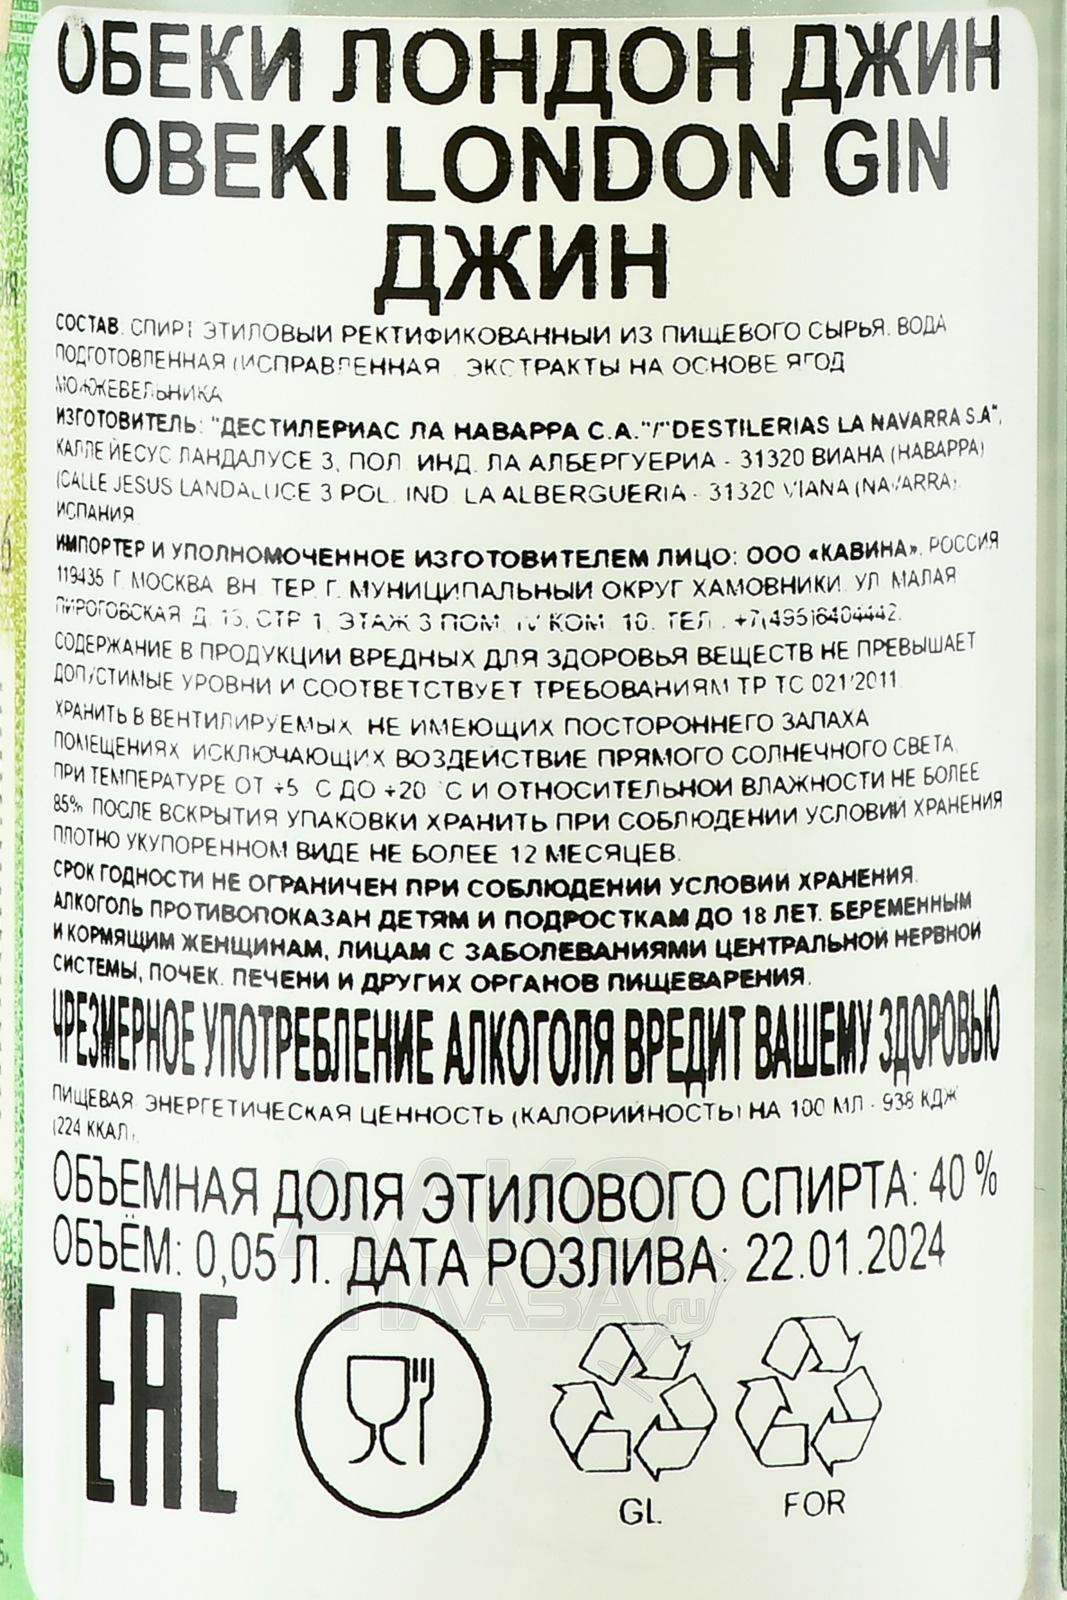 ОБЕКИ ЛОНДОН ДЖИН
OBEKI LONDON GIN
ДЖИН
СОСТАВ: СПИРТ ЭТИЛОВЫЙ РЕКТИФИКОВАННЫЙ ИЗ ПИЩЕВОГО СЫРЬЯ, ВОДА
ПОДГОТОВЛЕННАЯ (ИСПРАВЛЕННАЯ), ЭКСТРАКТЫ НА ОСНОВЕ ЯГОД
МОЖЖЕВЕЛЬНИКА
ИЗГОТОВИТЕЛЬ: "ДЕСТИЛЕРИАС ЛА НАВАРРА С.А."/"DESTILERIAS LA NAVARRA S.A",
КАЛЛЕ ЙЕСУС ЛАНДАЛУСЕ 3, ПОЛ. ИНД. ЛА АЛБЕРГУЕРИА - 31320 ВИАНА (НАВАРРА)
(CALLE JESUS LANDALUCE 3 POL. IND. LA ALBERGUERIA - 31320 VIANA (NAVARRA),
ИСПАНИЯ
ИМПОРТЕР И УПОЛНОМОЧЕННОЕ ИЗГОТОВИТЕЛЕМ ЛИЦО: ООО «КАВИНА», РОССИЯ
119435 Г. МОСКВА, ВН. ТЕР. Г. МУНИЦИПАЛЬНЫЙ ОКРУГ ХАМОВНИКИ, УЛ. МАЛАЯ
ПИРОГОВСКАЯ, Д. СТР. 1, ЭТАЖ 3 ПОМ. IV КОМ. 10. ТЕЛ.: +7(495)6404442.
СОДЕРЖАНИЕ В ПРОДУКЦИИ ВРЕДНЫХ ДЛЯ ЗДОРОВЬЯ ВЕЩЕСТВ НЕ ПРЕВЫШАЕТ
ДОПУСТИМЫЕ УРОВНИ И СООТВЕТСТВУЕТ ТРЕБОВАНИЯМ ТР ТС 021/2011.
ХРАНИТЬ В ВЕНТИЛИРУЕМЫХ, НЕ ИМЕЮЩИХ ПОСТОРОННЕГО ЗАПАХА
ПОМЕЩЕНИЯХ, ИСКЛЮЧАЮЩИХ ВОЗДЕЙСТВИЕ ПРЯМОГО СОЛНЕЧНОГО СВЕТА,
ПРИ ТЕМПЕРАТУРЕ ОТ +5 °С ДО +20 °С И ОТНОСИТЕЛЬНОЙ ВЛАЖНОСТИ НЕ БОЛЕЕ
85%. ПОСЛЕ ВСКРЫТИЯ УПАКОВКИ ХРАНИТЬ ПРИ СОБЛЮДЕНИИ УСЛОВИЙ ХРАНЕНИЯ
ПЛОТНО УКУПОРЕННОМ ВИДЕ НЕ БОЛЕЕ 12 МЕСЯЦЕВ.
СРОК ГОДНОСТИ НЕ ОГРАНИЧЕН ПРИ СОБЛЮДЕНИИ УСЛОВИИ ХРАНЕНИЯ.
АЛКОГОЛЬ ПРОТИВОПОКАЗАН ДЕТЯМ И ПОДРОСТКАМ ДО 18 ЛЕТ, БЕРЕМЕННЫМ
И КОРМЯЩИМ ЖЕНЩИНАМ, ЛИЦАМ С ЗАБОЛЕВАНИЯМИ ЦЕНТРАЛЬНОЙ НЕРВНОЙ
СИСТЕМЫ, ПОЧЕК, ПЕЧЕНИ И ДРУГИХ ОРГАНОВ ПИЩЕВАРЕНИЯ.
ЧРЕЗМЕРНОЕ УПОТРЕБЛЕНИЕ АЛКОГОЛЯ ВРЕДИТ ВАШЕМУ ЗДОРОВЬЮ
ПИЩЕВАЯ ЭНЕРГЕТИЧЕСКАЯ ЦЕННОСТЬ (КАЛОРИЙНОСТЬ) НА 100 МЛ - 938 КДЖ
(224 ККАЛ).
ОБЪЕМНАЯ ДОЛЯ ЭТИЛОВОГО СПИРТА: 40 %
ОБЪЁМ: 0,05 Л. ДАТА РОЗЛИВА: 22.01.2024
EAC
GL
FOR
АЛКО
ПЛАЗА
.ru